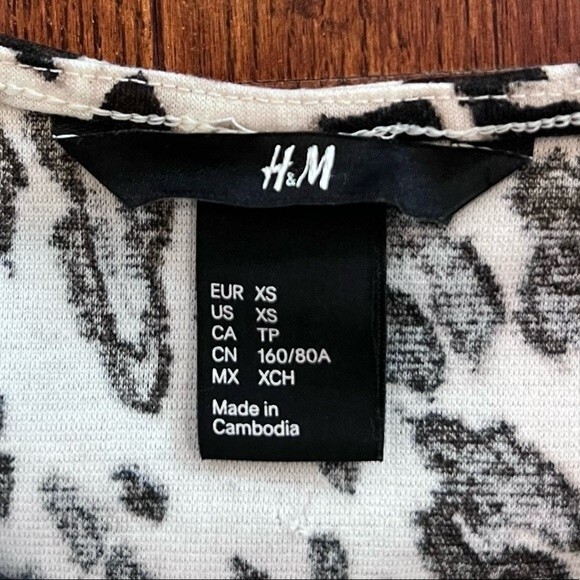 H&M
EUR XS
US XS
CA TP
CN 160/80A
MX XCH
Made in
Cambodia